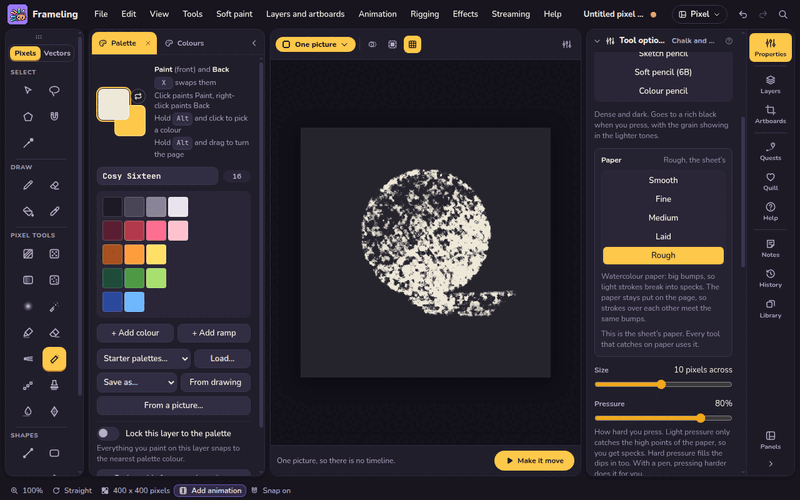 Frameling
File
Edit
View
Tools
Soft paint
Layers and artboards
Animation
Rigging
Effects
Streaming
Help
Untitled pixel ...
Pixel
Pixels
Vectors
SELECT
DRAW
PIXEL TOOLS
SHAPES
Palette
Colours
Paint (front) and Back
X swaps them
Click paints Paint, right-
click paints Back
Hold Alt and click to pick
a colour
Hold Alt and drag to turn
the page
Cosy Sixteen
16
+ Add colour
+ Add ramp
Starter palettes...
Load...
Save as...
From drawing
From a picture...
Lock this layer to the palette
Everything you paint on this layer snaps to
the nearest palette colour.
One picture
One picture, so there is no timeline.
Make it move
Tool optio...
Chalk and ...
Sketch pencil
Soft pencil (6B)
Colour pencil
Dense and dark. Goes to a rich black
when you press, with the grain showing
in the lighter tones.
Paper
Rough, the sheet's
Smooth
Fine
Medium
Laid
Rough
Watercolour paper: big bumps, so
light strokes break into specks. The
paper stays put on the page, so
strokes over each other meet the
same bumps.
This is the sheet's paper. Every tool
that catches on paper uses it.
Size
10 pixels across
Pressure
80%
How hard you press. Light pressure only
catches the high points of the paper, so
you get specks. Hard pressure fills the
dips in too. With a pen, pressing harder
does it for you.
Properties
Layers
Artboards
Quests
Quill
Help
Notes
History
Library
Panels
100%
Straight
400 x 400 pixels
Add animation
Snap on